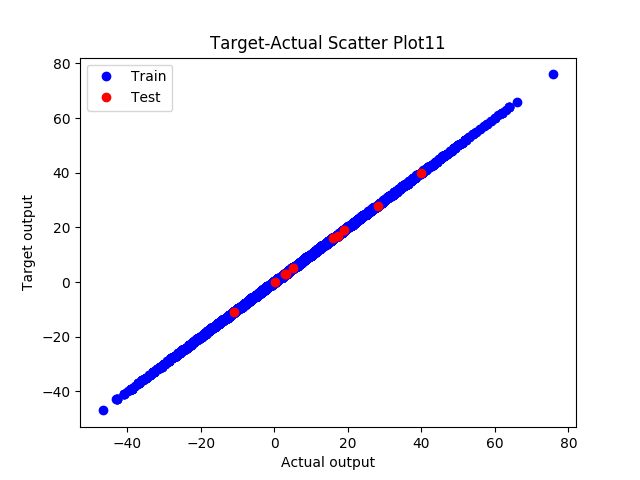 Target-Actual Scatter Plot11
Train
Test
80
60
40
20
0
−20
−40
Target output
−40 −20 0 20 40 60 80
Actual output